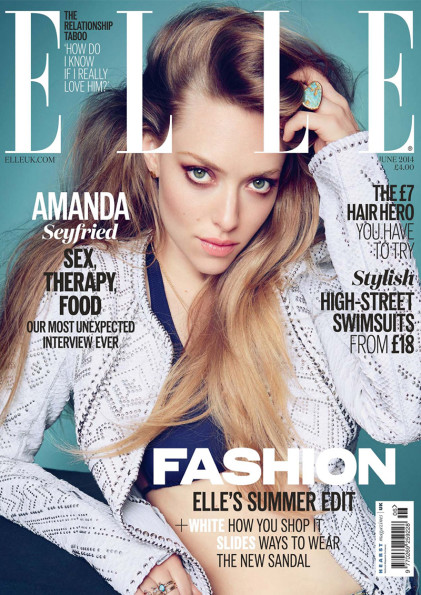 ELLE
THE
RELATIONSHIP
TABOO
'HOW DO
I KNOW
IF I REALLY
LOVE HIM?'
ELLEUK.COM
JUNE 2014
£4.00
AMANDA
Seyfried
SEX,
THERAPY,
FOOD
OUR MOST UNEXPECTED
INTERVIEW EVER
THE £7
HAIR HERO
YOU HAVE
TO TRY
Stylish
HIGH-STREET
SWIMSUITS
FROM £18
FASHION
ELLE'S SUMMER EDIT
+WHITE HOW YOU SHOP IT
SLIDES WAYS TO WEAR
THE NEW SANDAL
HEARST magazines UK